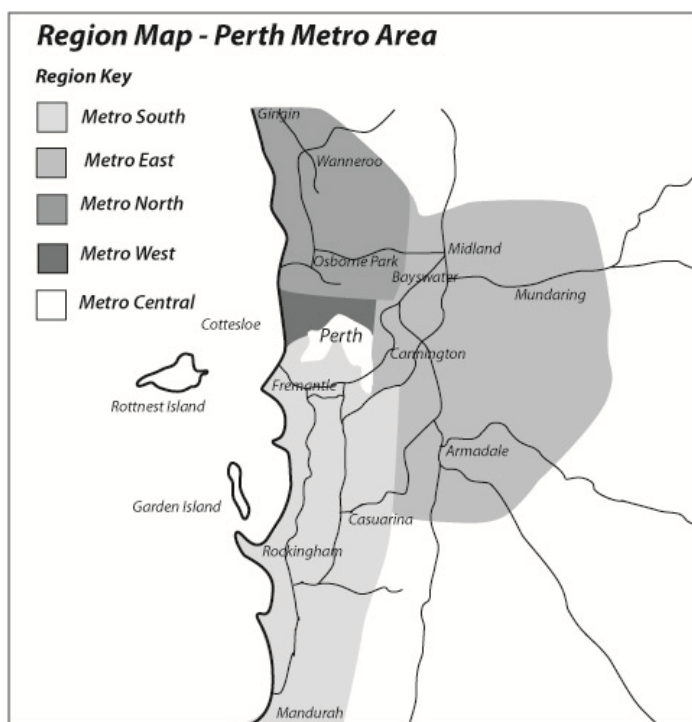 Region Map - Perth Metro Area
Region Key
Metro South
Metro East
Metro North
Metro West
Metro Central
Gingin
Wanneroo
Osborne Park
Midland
Bayswater
Mundaring
Cottesloe
Perth
Cannington
Fremantle
Rottnest Island
Armadale
Garden Island
Casuarina
Rockingham
Mandurah